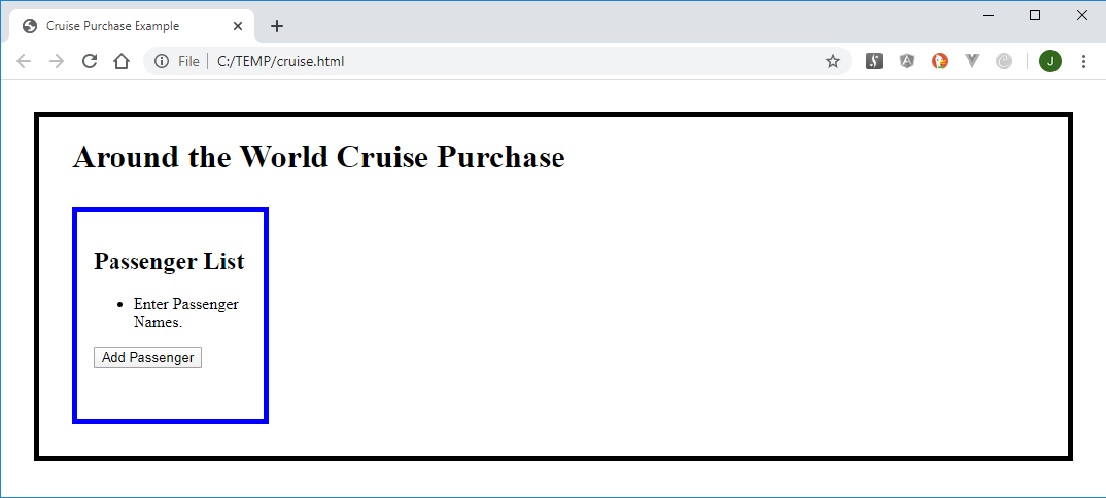 Cruise Purchase Example
File
C:/TEMP/cruise.html
J
Around the World Cruise Purchase
Passenger List
Enter Passenger
Names.
Add Passenger